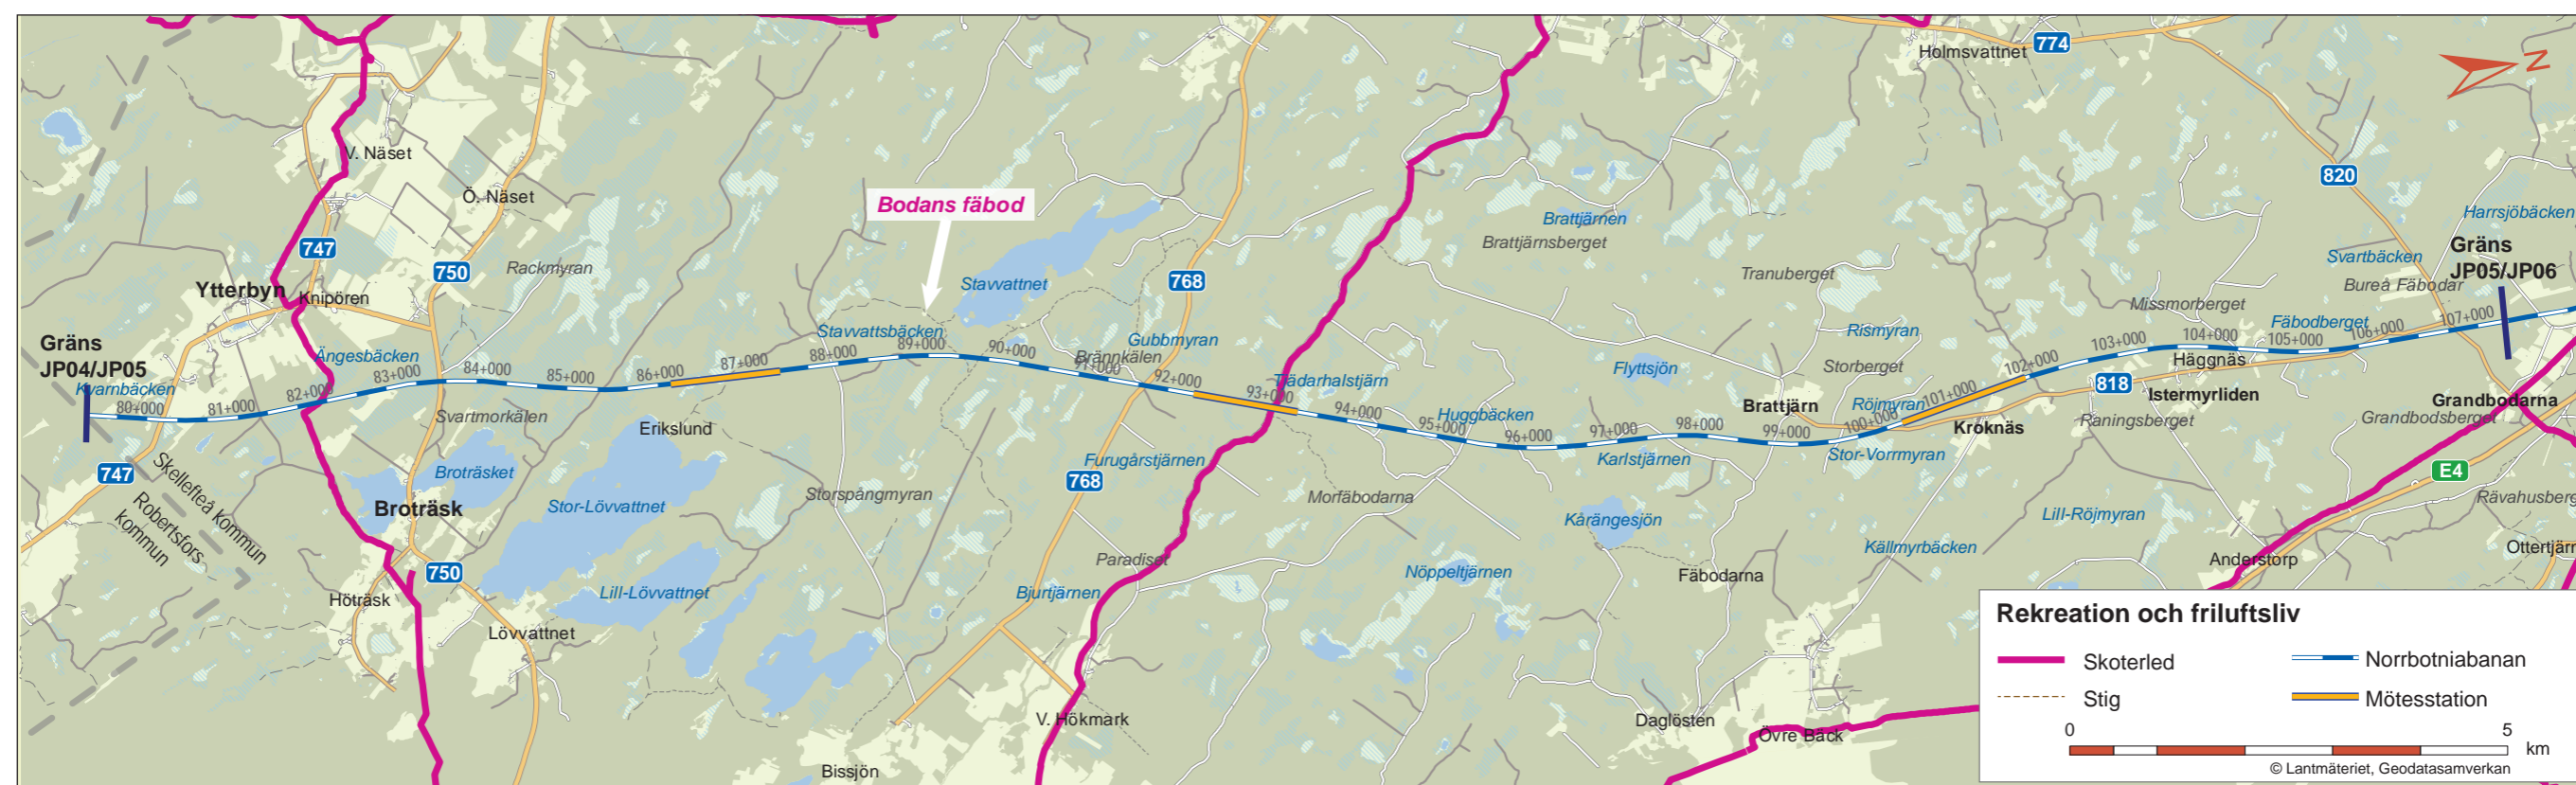 Holmsvattnet
774
N
V. Näset
Ö. Näset
820
Bodans fäbod
Brattjärnen
Harrsjöbäcken
747
750
Rackmyran
Brattjärnsberget
Gräns
JP05/JP06
Svartbäcken
Bureå Fäbodar
Tranuberget
768
Stavvattnet
Ytterbyn
Knipören
Missmorberget
Fäbodberget
Rismyran
Stavvattsbäcken
Gubbmyran
Brännkälen
Gräns
JP04/JP05
Kvarnbäcken
Ängesbäcken
Storberget
Häggnäs
818
Istermyrliden
Flyttsjön
Tjädarhalstjärn
80+000
81+000
82+000
83+000
84+000
85+000
86+000
87+000
88+000
89+000
90+000
91+000
92+000
93+000
94+000
95+000
96+000
97+000
98+000
99+000
100+000
101+000
102+000
103+000
104+000
105+000
106+000
107+000
Svartmorkälen
Erikslund
Huggbäcken
Brattjärn
Röjmyran
Kroknäs
Raningsberget
Grandbodarna
Grandbodsberget
747
Skellefteå kommun
Robertsfors
kommun
Broträsket
Broträsk
Stor-Lövvattnet
Storspångmyran
Furugårstjärnen
768
Morfäbodarna
Karlstjärnen
Stor-Vorrmyran
E4
Kårängesjön
Lill-Röjmyran
Källmyrbäcken
Anderstorp
750
Höträsk
Lill-Lövvattnet
Lövvattnet
Paradiset
Bjurtjärnen
Nöppeltjärnen
Fäbodarna
V. Hökmark
Bissjön
Daglösten
Övre Bäck
Rekreation och friluftsliv
Skoterled
Norrbotniabanan
Stig
Mötesstation
0 5
km
© Lantmäteriet, Geodatasamverkan